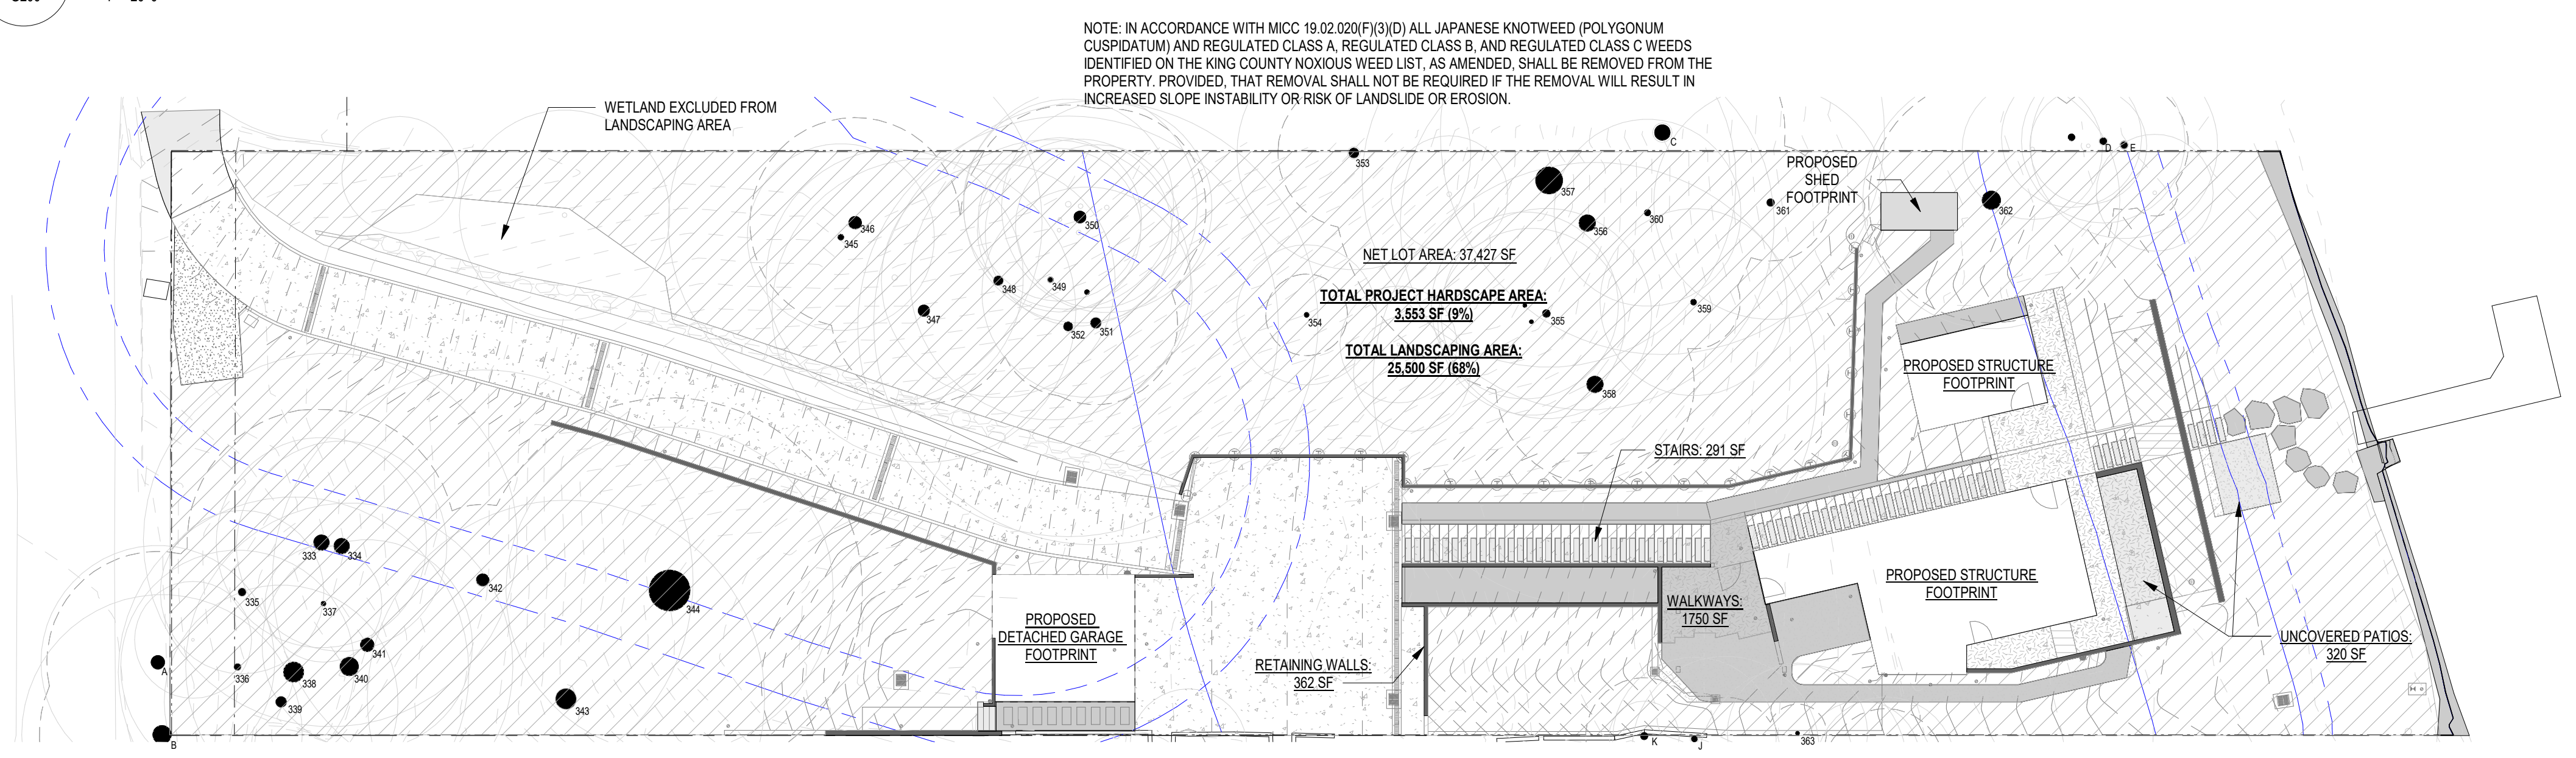 NOTE: IN ACCORDANCE WITH MICC 19.02.020(F)(3)(D) ALL JAPANESE KNOTWEED (POLYGONUM
CUSPIDATUM) AND REGULATED CLASS A, REGULATED CLASS B, AND REGULATED CLASS C WEEDS
IDENTIFIED ON THE KING COUNTY NOXIOUS WEED LIST, AS AMENDED, SHALL BE REMOVED FROM THE
PROPERTY. PROVIDED, THAT REMOVAL SHALL NOT BE REQUIRED IF THE REMOVAL WILL RESULT IN
INCREASED SLOPE INSTABILITY OR RISK OF LANDSLIDE OR EROSION.
WETLAND EXCLUDED FROM
LANDSCAPING AREA
C
D
E
353
PROPOSED
SHED
FOOTPRINT
357
362
361
360
356
350
346
345
NET LOT AREA: 37,427 SF
348
349
TOTAL PROJECT HARDSCAPE AREA:
3,553 SF (9%)
347
352
351
354
355
359
TOTAL LANDSCAPING AREA:
25,500 SF (68%)
358
PROPOSED STRUCTURE
FOOTPRINT
STAIRS: 291 SF
333
334
342
344
335
337
PROPOSED STRUCTURE
FOOTPRINT
WALKWAYS:
1750 SF
PROPOSED
DETACHED GARAGE
FOOTPRINT
341
A
336
338
340
339
343
RETAINING WALLS:
362 SF
UNCOVERED PATIOS:
320 SF
B
K
J
363